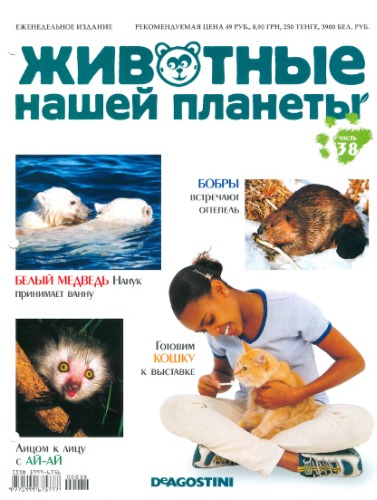 ЕЖЕНЕДЕЛЬНОЕ ИЗДАНИЕ
РЕКОМЕНДУЕМАЯ ЦЕНА 49 РУБ., 8,90 ГРН, 250 ТЕНГЕ, 3900 БЕЛ. РУБ.
ЖИВОТНЫЕ
НАШЕЙ ПЛАНЕТЫ
ЧАСТЬ
38
БОБРЫ
ВСТРЕЧАЮТ
ОТТЕПЕЛЬ
БЕЛЫЙ МЕДВЕДЬ НАНУК
ПРИНИМАЕТ ВАННУ
ГОТОВИМ
КОШКУ
К ВЫСТАВКЕ
ЛИЦОМ К ЛИЦУ
С АЙ-АЙ
00038
DEAGOSTINI